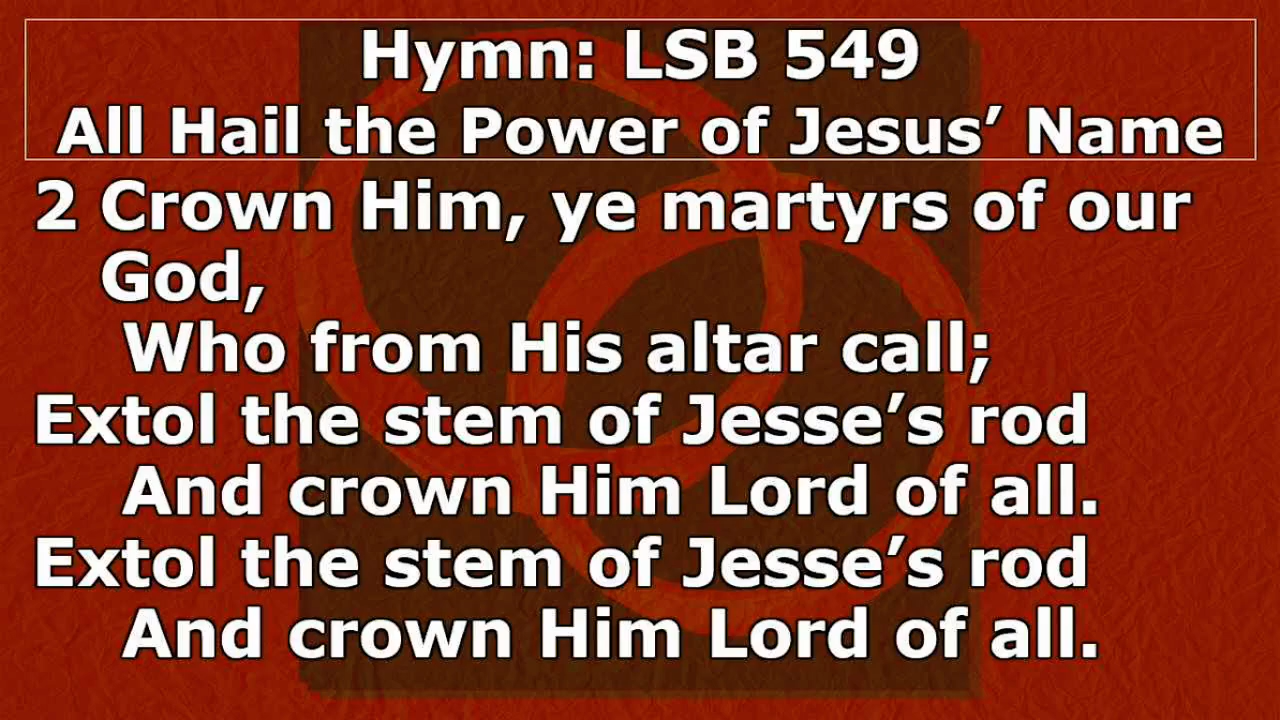 Hymn: LSB 549
All Hail the Power of Jesus’ Name
2 Crown Him, ye martyrs of our
God,
Who from His altar call;
Extol the stem of Jesse’s rod
And crown Him Lord of all.
Extol the stem of Jesse’s rod
And crown Him Lord of all.